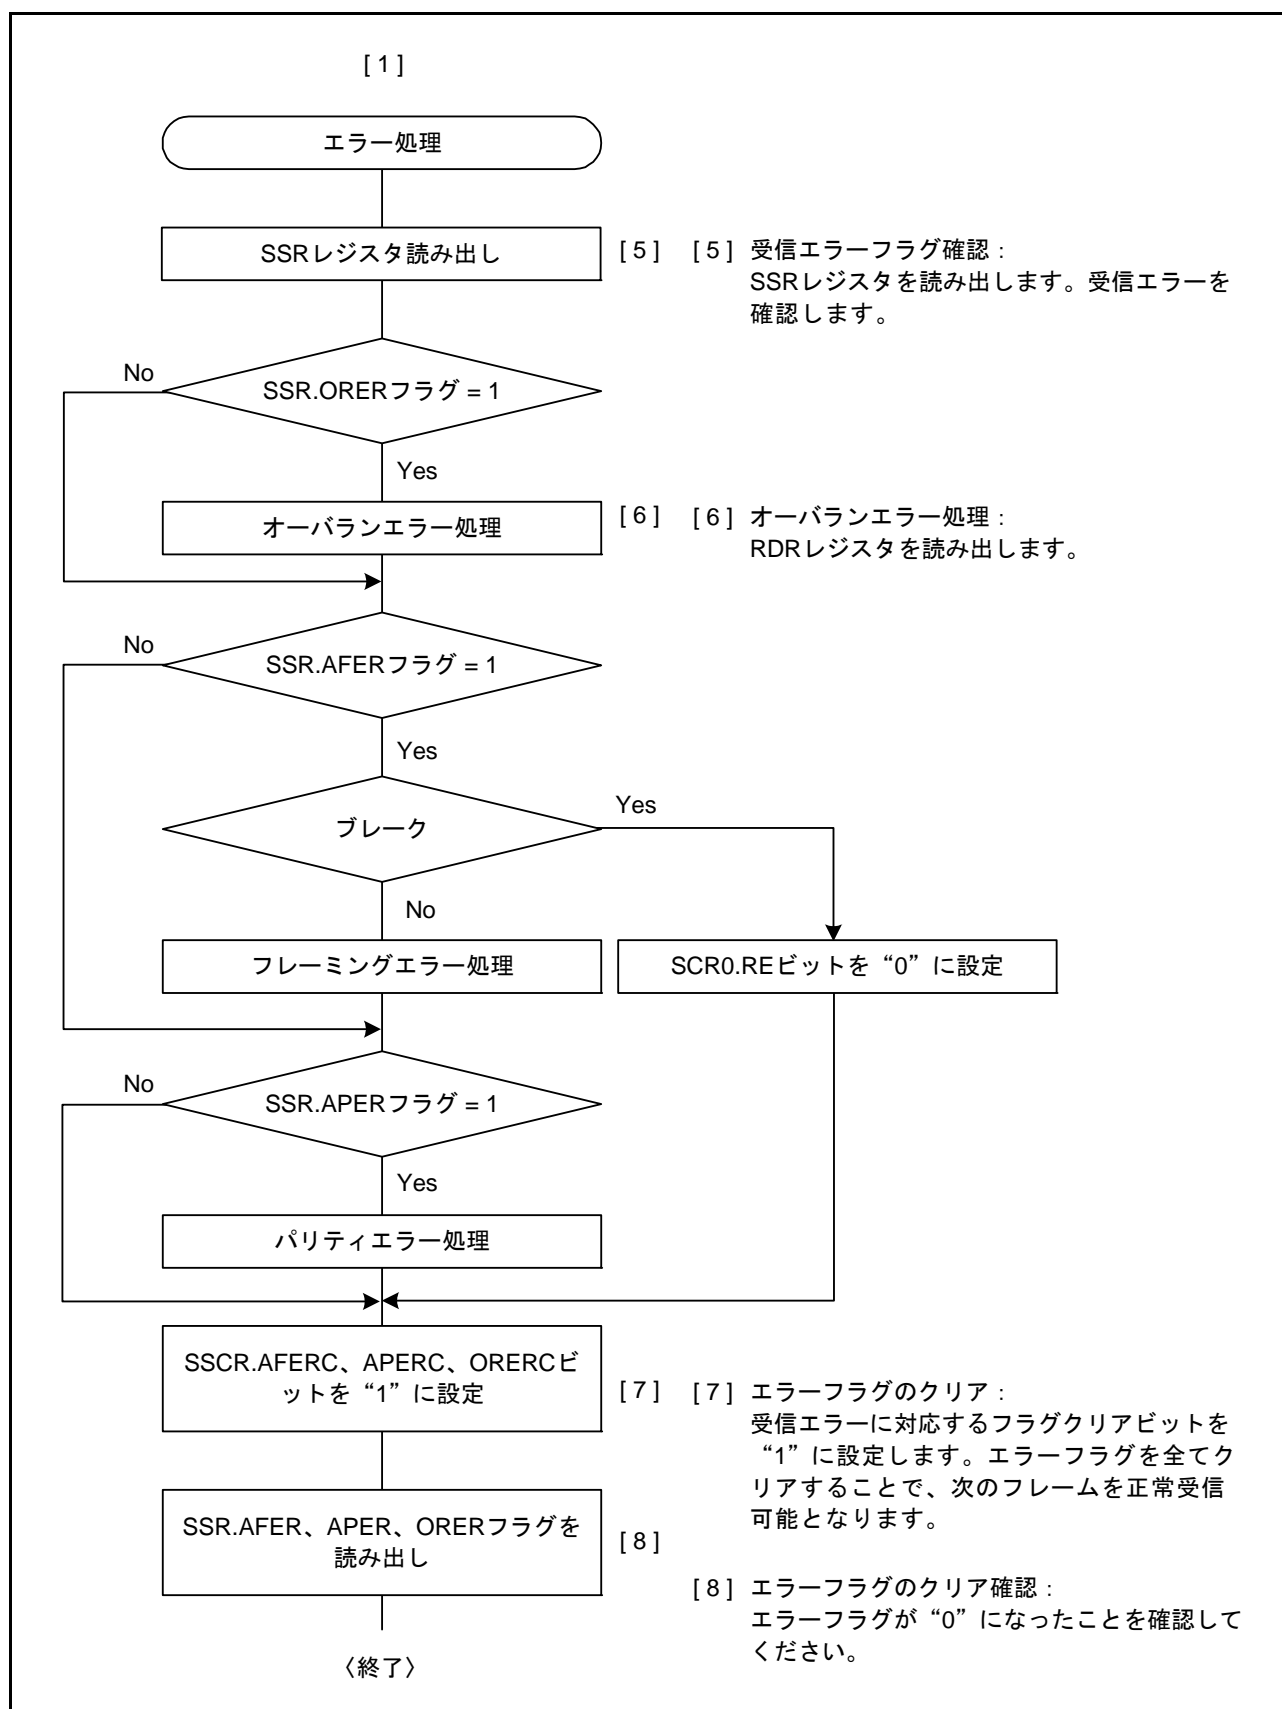 [ 1 ]
エラー処理
SSRレジスタ読み出し
[ 5 ]
[ 5 ] 受信エラーフラグ確認：
SSRレジスタを読み出します。受信エラーを
確認します。
No
SSR.ORERフラグ = 1
Yes
オーバランエラー処理
[ 6 ]
[ 6 ] オーバランエラー処理：
RDRレジスタを読み出します。
No
SSR.AFERフラグ = 1
Yes
ブレーク
Yes
No
フレーミングエラー処理
SCR0.REビットを“0”に設定
No
SSR.APERフラグ = 1
Yes
パリティエラー処理
SSCR.AFERC、APERC、ORERCビ
ットを“1”に設定
[ 7 ]
[ 7 ] エラーフラグのクリア：
受信エラーに対応するフラグクリアビットを
“1”に設定します。エラーフラグを全てク
リアすることで、次のフレームを正常受信
可能となります。
SSR.AFER、APER、ORERフラグを
読み出し
[ 8 ]
[ 8 ] エラーフラグのクリア確認：
エラーフラグが“0”になったことを確認して
ください。
〈終了〉